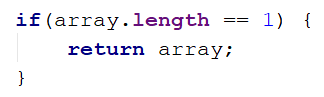 if(array.length == 1) {
    return array;
}